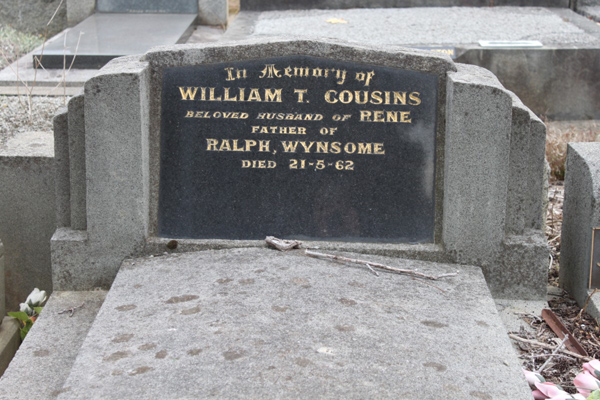 In Memory of
WILLIAM T. COUSINS
BELOVED HUSBAND OF RENE
FATHER OF
RALPH, WYNSOME
DIED 21-5-62